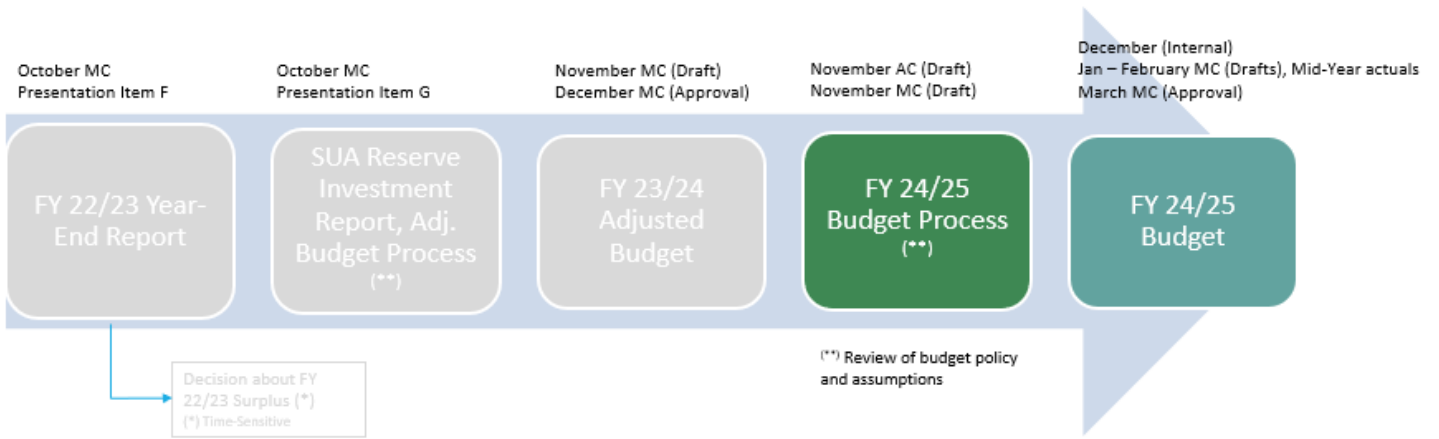 October MC
Presentation Item F
October MC
Presentation Item G
November MC (Draft)
December MC (Approval)
November AC (Draft)
November MC (Draft)
December (Internal)
Jan – February MC (Drafts), Mid-Year actuals
March MC (Approval)
FY 22/23 Year-
End Report
SUA Reserve
Investment
Report, Adj.
Budget Process
(**)
FY 23/24
Adjusted
Budget
FY 24/25
Budget Process
(**)
FY 24/25
Budget
(**) Review of budget policy
and assumptions
Decision about FY
22/23 Surplus (*)
(*) Time-Sensitive